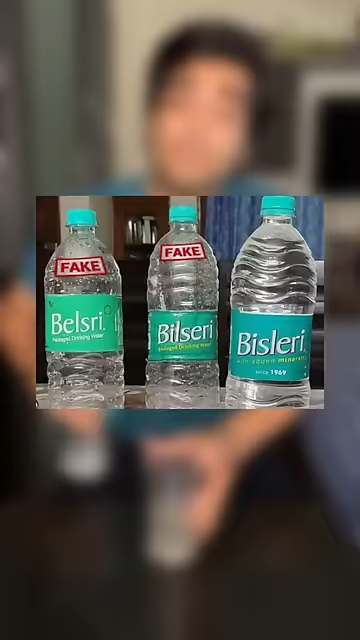 FAKE
Belsri
Packaged Drinking Water
FAKE
Bilseri
packaged Drinking Water
Bisleri
with added minerals
SINCE 1969